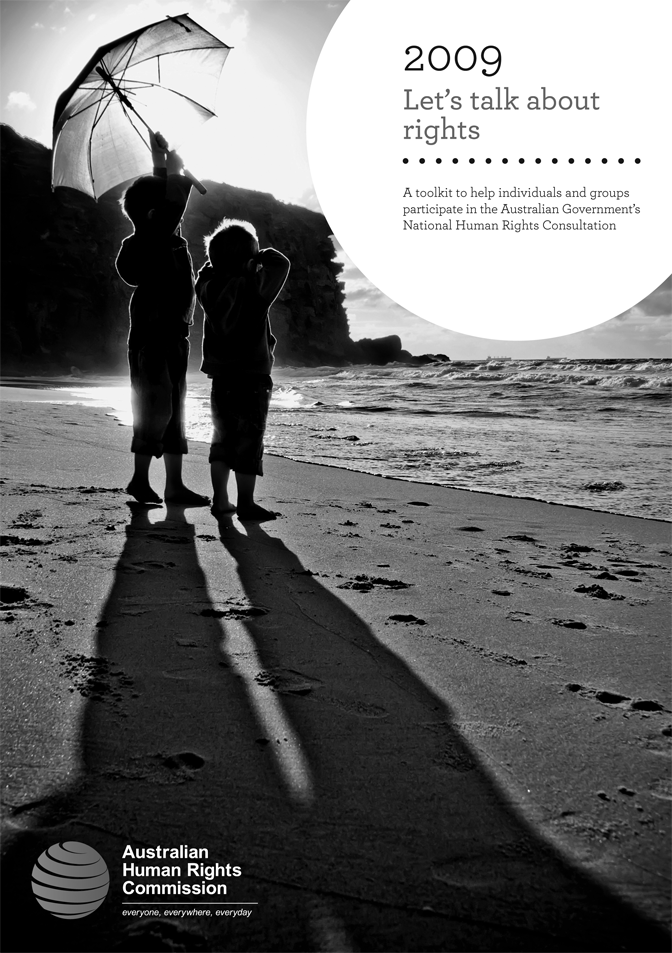 2009
Let’s talk about
rights
A toolkit to help individuals and groups
participate in the Australian Government’s
National Human Rights Consultation
Australian
Human Rights
Commission
everyone, everywhere, everyday